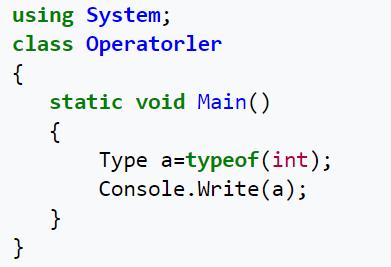 using System;
class Operatorler
{
   static void Main()
   {
       Type a=typeof(int);
       Console.Write(a);
   }
}